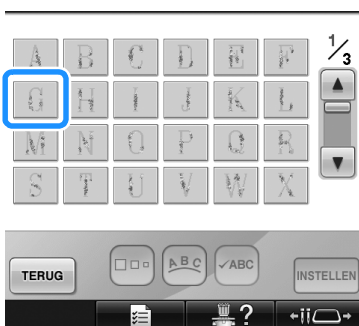 1/3
A B C D E F
G H I J K L
M N O P Q R
S T U V W X
TERUG
ABC
✓ABC
INSTELLEN
?